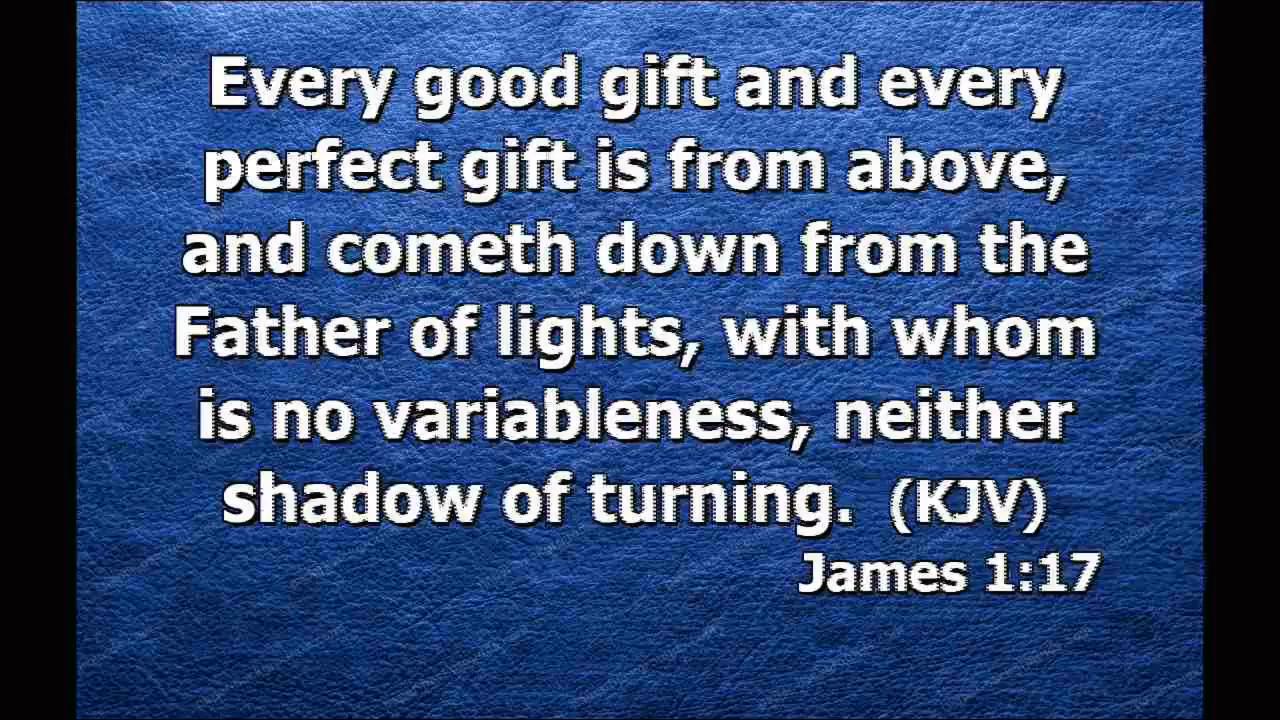 Every good gift and every
perfect gift is from above,
and cometh down from the
Father of lights, with whom
is no variableness, neither
shadow of turning. (KJV)
James 1:17